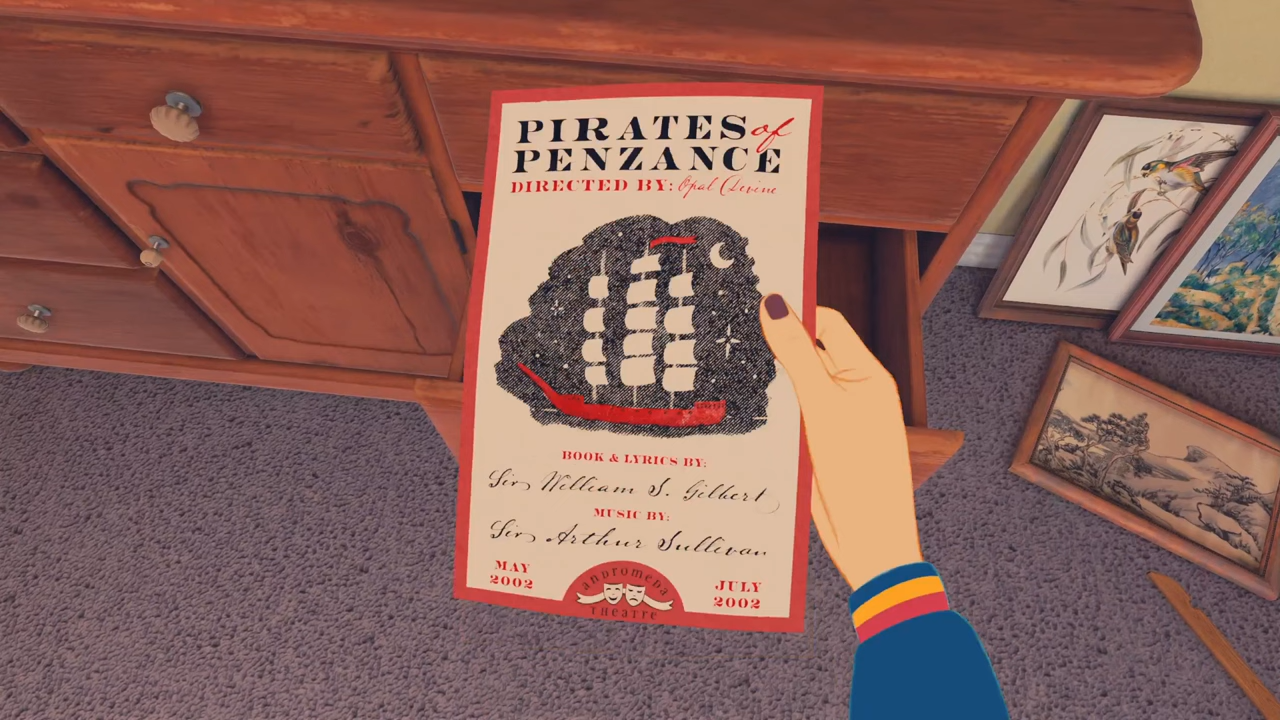 PIRATES of
PENZANCE
DIRECTED BY: Opal Levine
BOOK & LYRICS BY:
Sir William S. Gilbert
MUSIC BY:
Sir Arthur Sullivan
MAY
2002
JULY
2002
andromeda
THEATRE